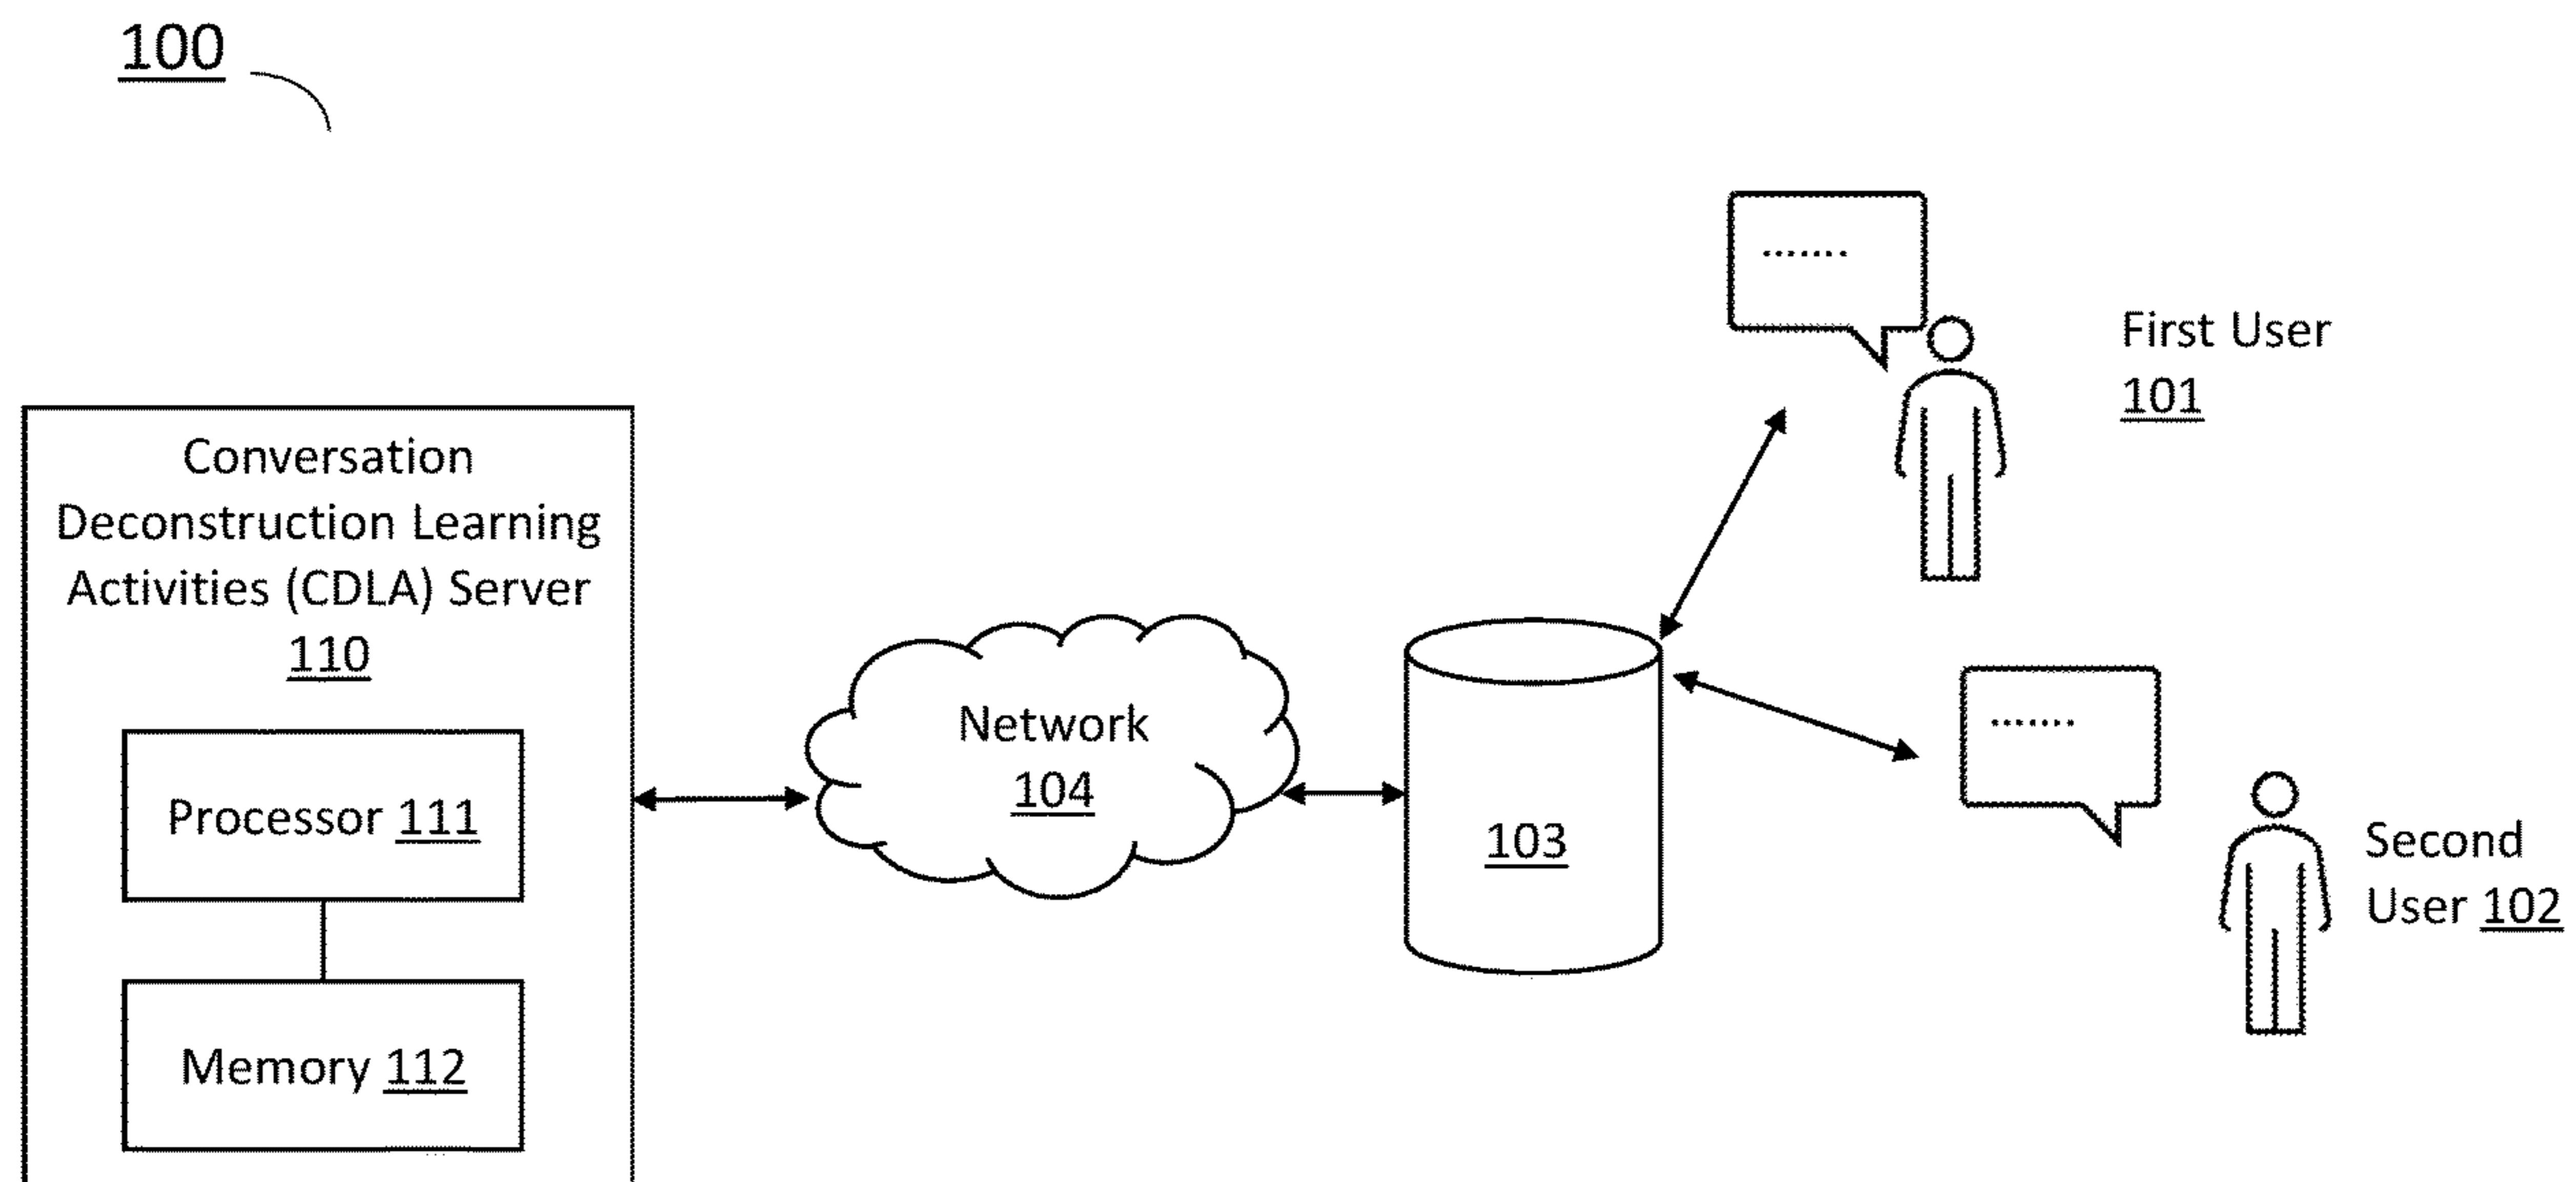 100
First User
101
Conversation
Deconstruction Learning
Activities (CDLA) Server
110
Processor 111
Memory 112
Network
104
103
Second
User 102